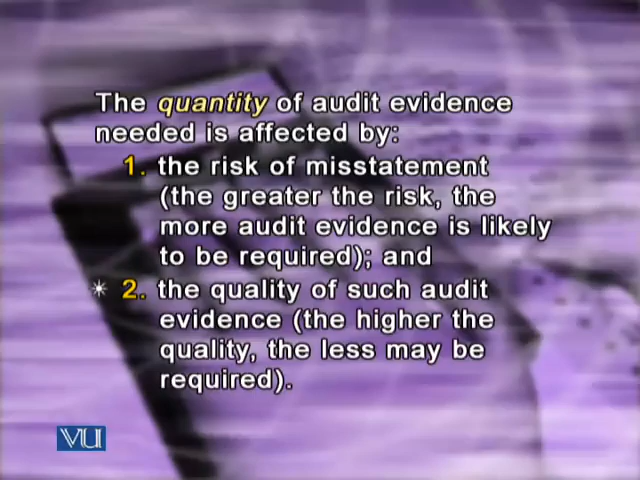 The quantity of audit evidence
needed is affected by:
1. the risk of misstatement
(the greater the risk, the
more audit evidence is likely
to be required); and
2. the quality of such audit
evidence (the higher the
quality, the less may be
required).
VU